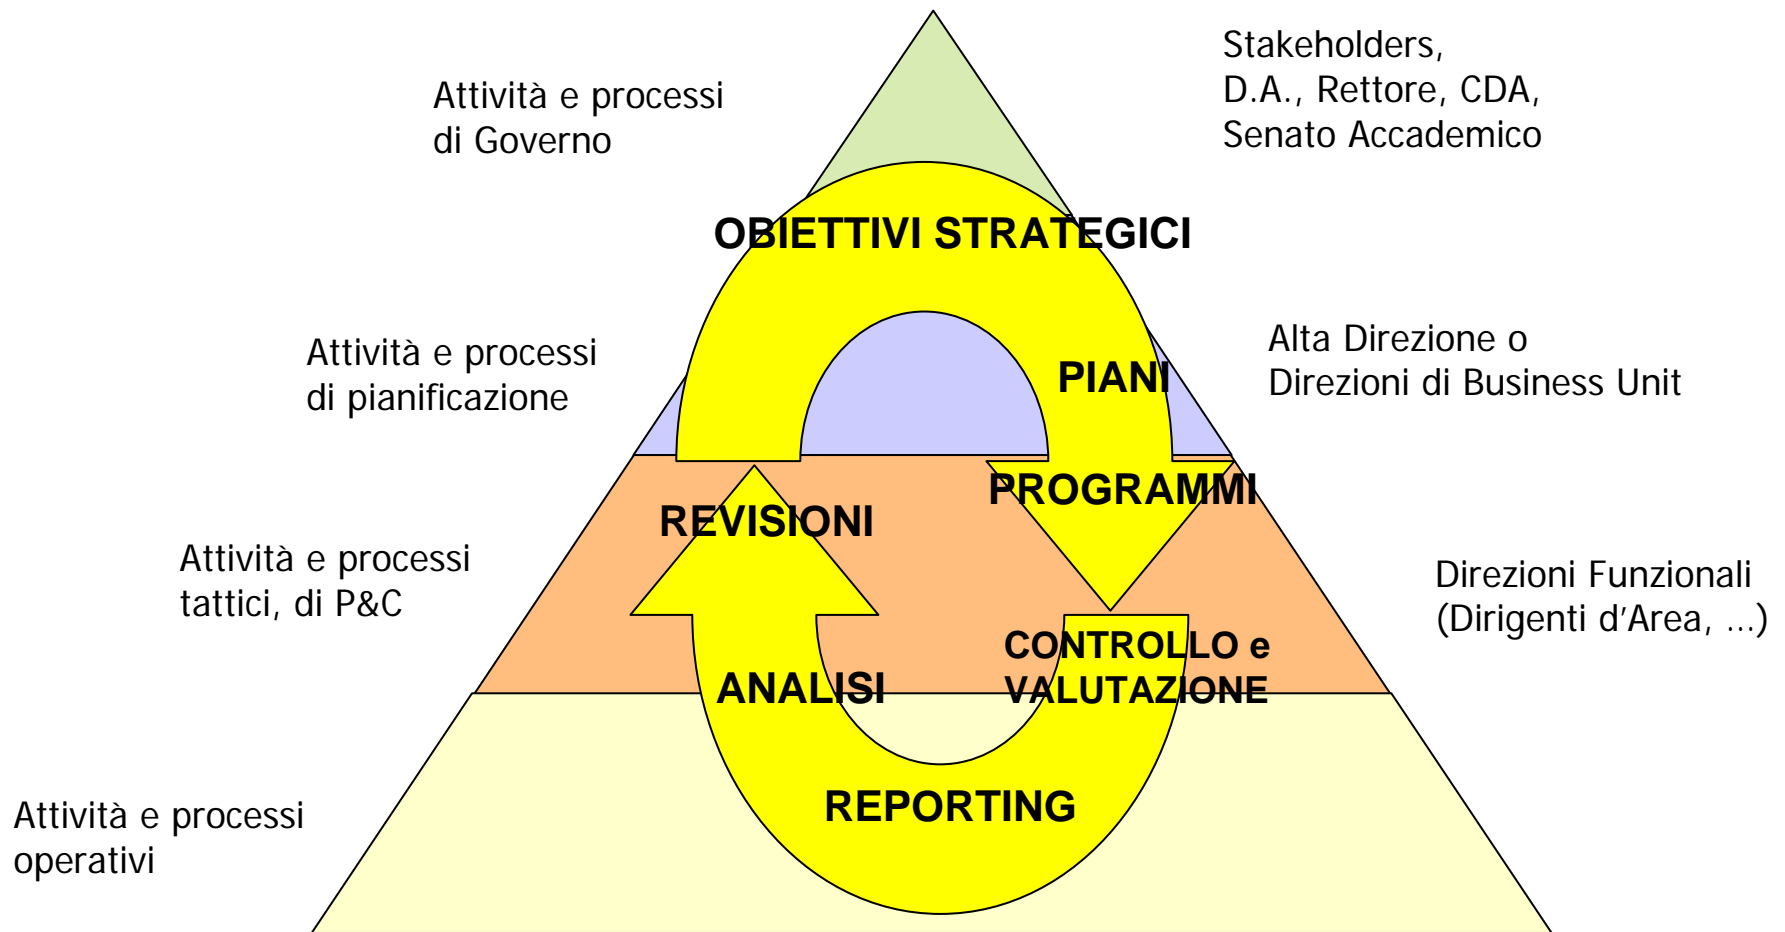 Stakeholders,
D.A., Rettore, CDA,
Senato Accademico
Attività e processi
di Governo
OBIETTIVI STRATEGICI
Attività e processi
di pianificazione
PIANI
Alta Direzione o
Direzioni di Business Unit
PROGRAMMI
REVISIONI
Attività e processi
tattici, di P&C
Direzioni Funzionali
(Dirigenti d’Area, …)
CONTROLLO e
VALUTAZIONE
ANALISI
REPORTING
Attività e processi
operativi